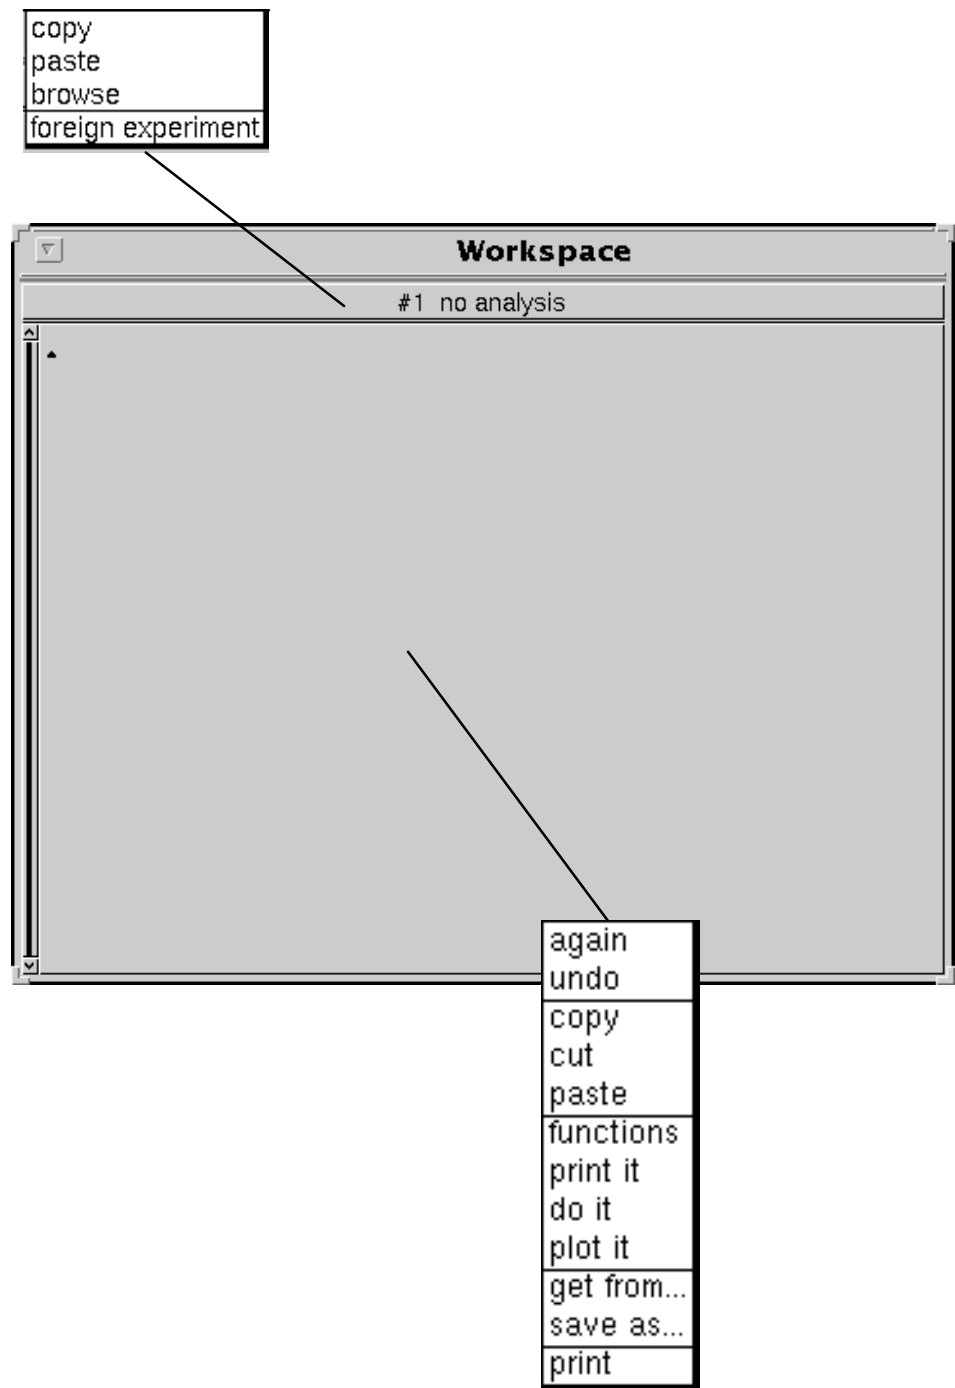 copy
paste
browse
foreign experiment
Workspace
#1 no analysis
again
undo
copy
cut
paste
functions
print it
do it
plot it
get from...
save as...
print